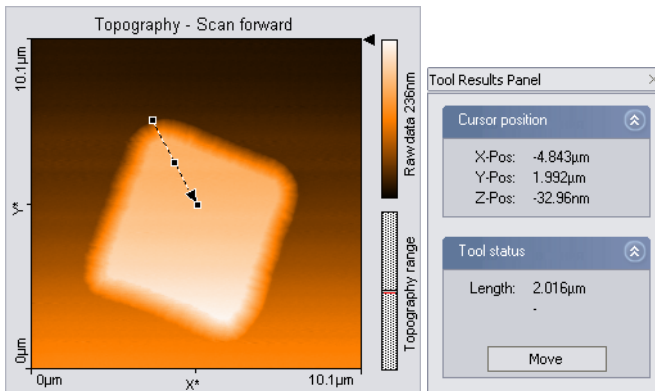 Topography - Scan forward
10.1µm
Y*
0µm
0µm
X*
10.1µm
Rawdata 236nm
Topography range
Tool Results Panel
Cursor position
X-Pos: -4.843µm
Y-Pos: 1.992µm
Z-Pos: -32.96nm
Tool status
Length: 2.016µm
-
Move